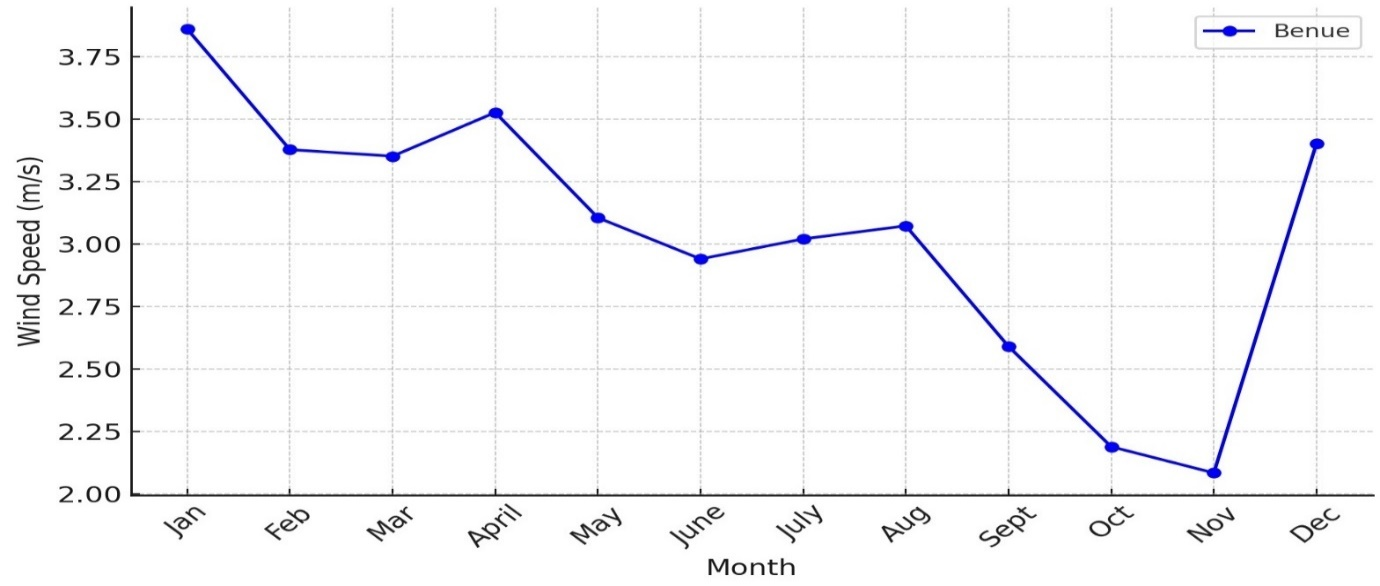 Benue
Wind Speed (m/s)
3.75
3.50
3.25
3.00
2.75
2.50
2.25
2.00
Jan
Feb
Mar
April
May
June
July
Aug
Sept
Oct
Nov
Dec
Month